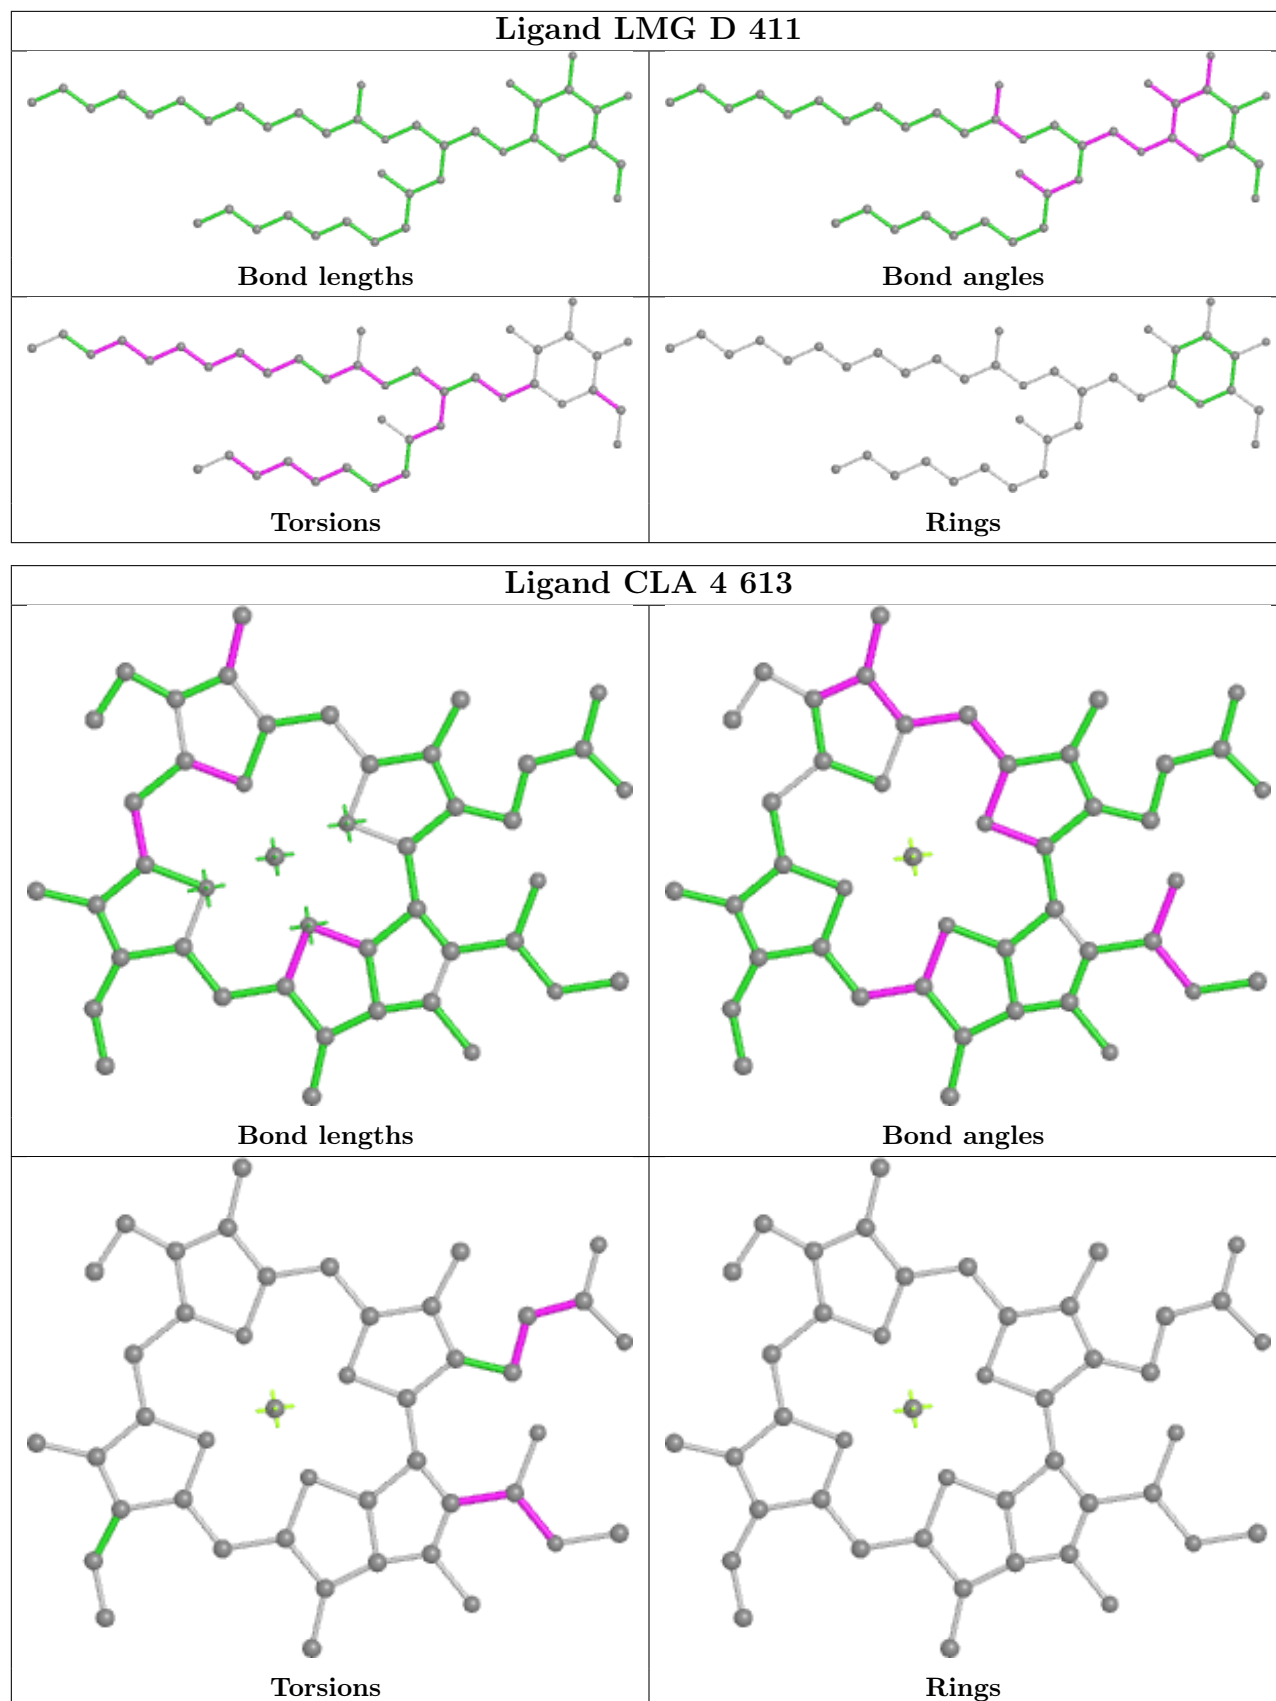 Ligand LMG D 411
Bond lengths
Bond angles
Torsions
Rings
Ligand CLA 4 613
Bond lengths
Bond angles
Torsions
Rings